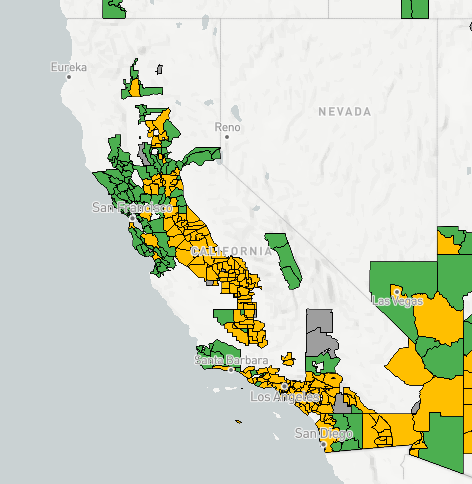 Eureka
NEVADA
Reno
San Francisco
CALIFORNIA
Las Vegas
Santa Barbara
Los Angeles
San Diego